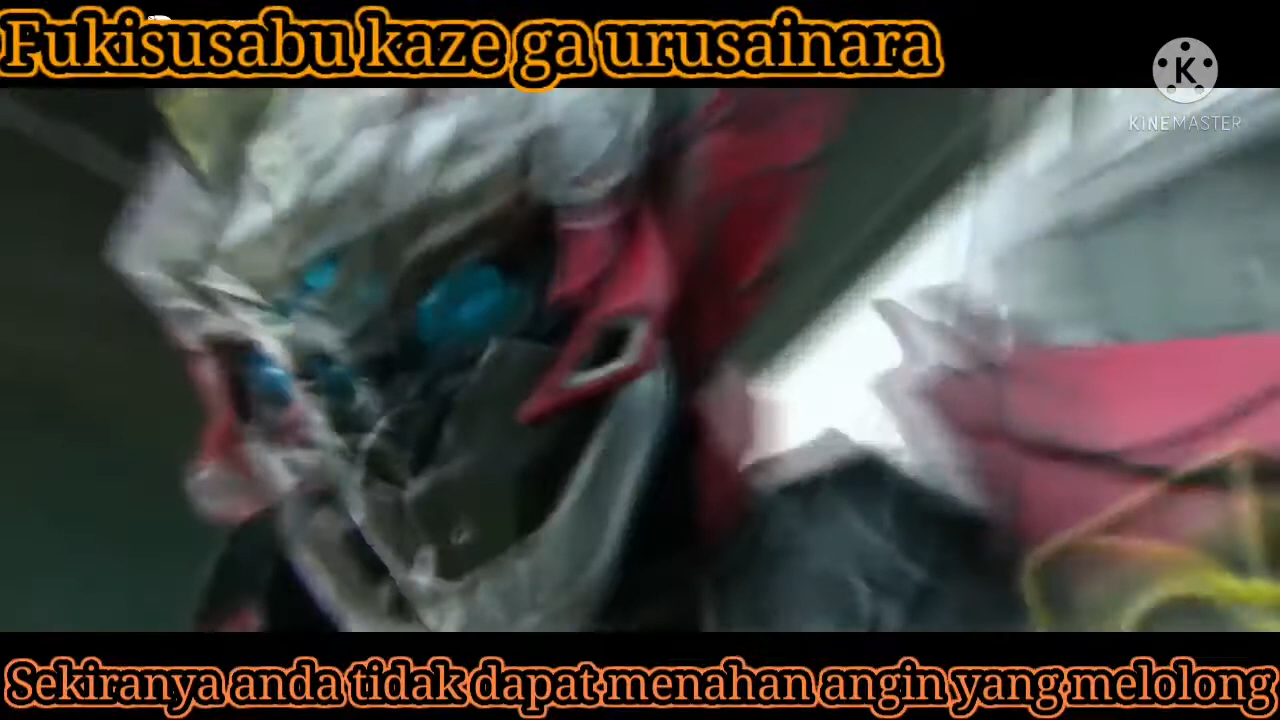 Fukisusabu kaze ga urusainara
KINEMASTER
Sekiranya anda tidak dapat menahan angin yang melolong